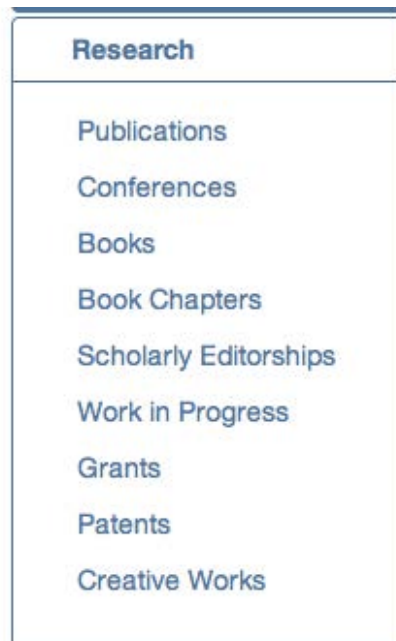 Research
Publications
Conferences
Books
Book Chapters
Scholarly Editorships
Work in Progress
Grants
Patents
Creative Works